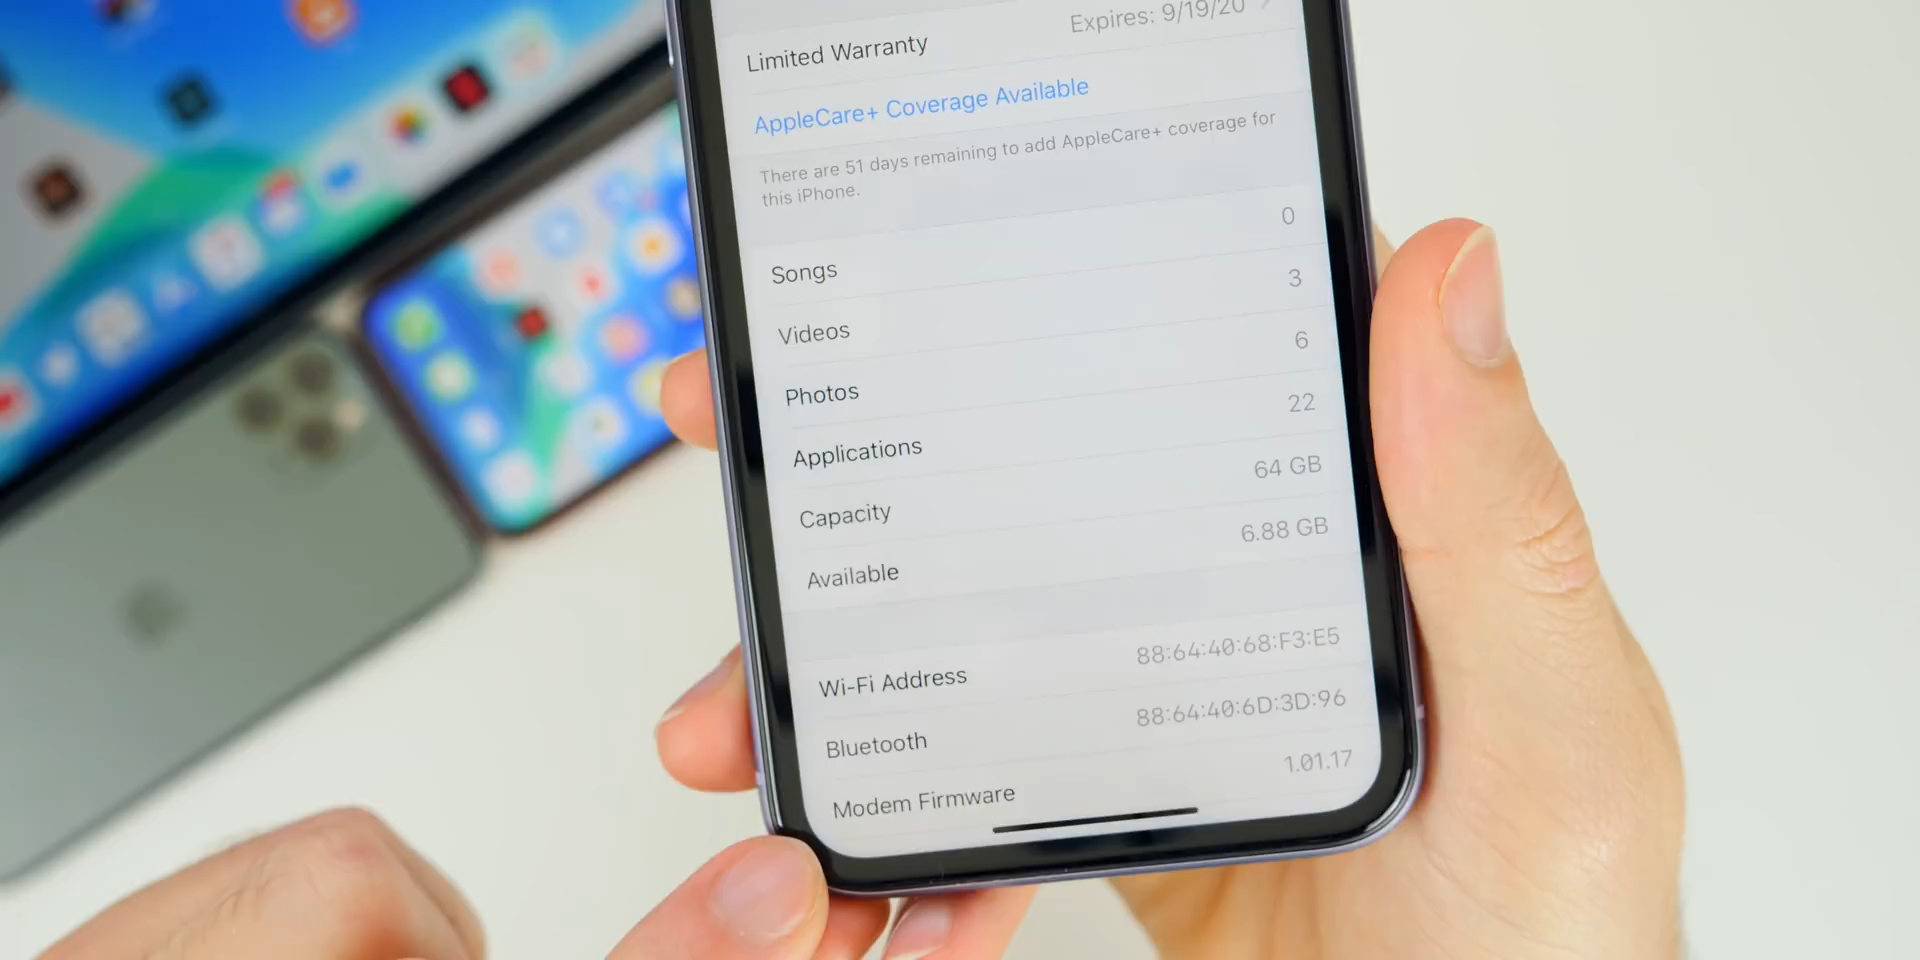 Limited Warranty Expires: 9/19/20
AppleCare+ Coverage Available
There are 51 days remaining to add AppleCare+ coverage for
this iPhone.
Songs 0
Videos 3
Photos 6
Applications 22
Capacity 64 GB
Available 6.88 GB
Wi-Fi Address 88:64:40:68:F3:E5
Bluetooth 88:64:40:6D:3D:96
Modem Firmware 1.01.17